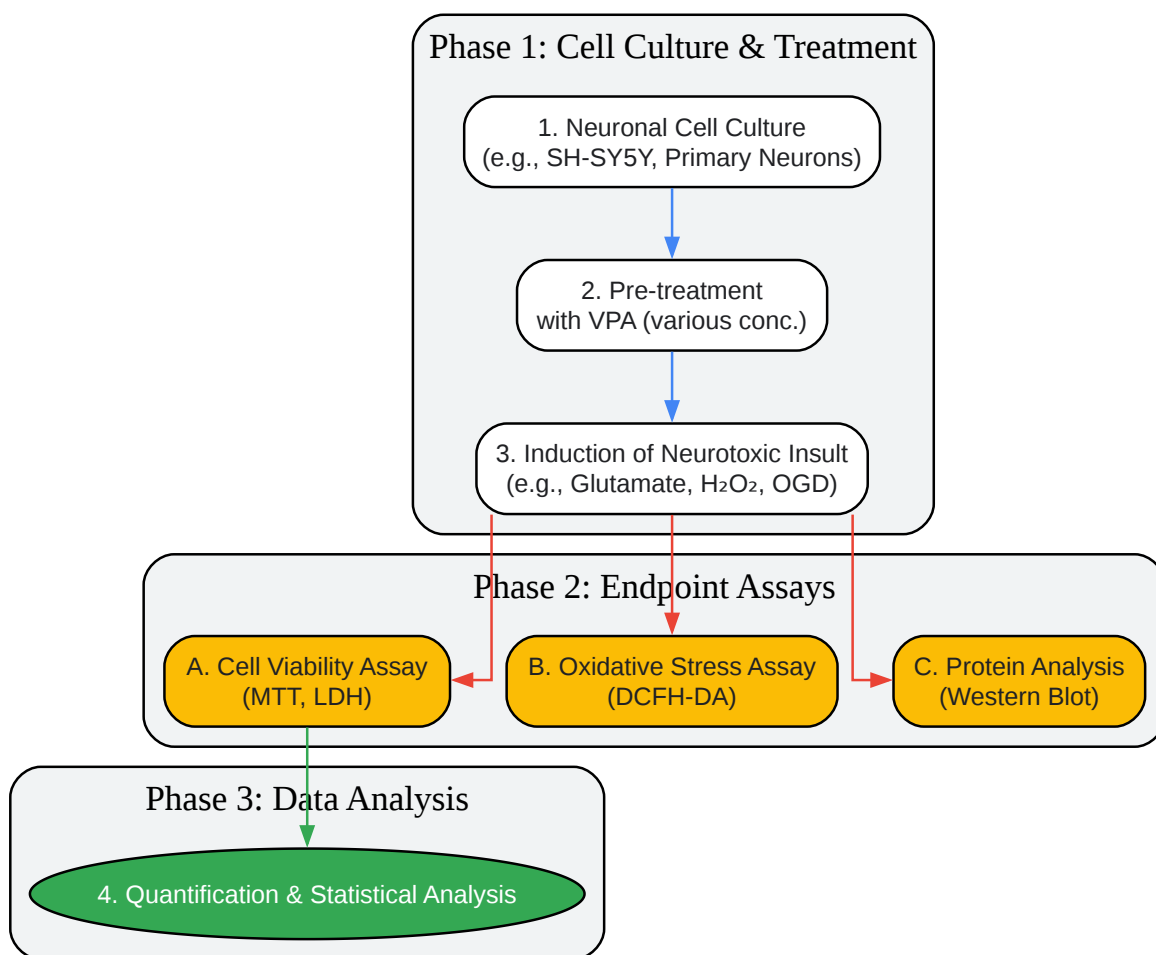 Phase 1: Cell Culture & Treatment
1. Neuronal Cell Culture
(e.g., SH-SY5Y, Primary Neurons)
2. Pre-treatment
with VPA (various conc.)
3. Induction of Neurotoxic Insult
(e.g., Glutamate, H₂O₂, OGD)
Phase 2: Endpoint Assays
A. Cell Viability Assay
(MTT, LDH)
B. Oxidative Stress Assay
(DCFH-DA)
C. Protein Analysis
(Western Blot)
Phase 3: Data Analysis
4. Quantification & Statistical Analysis